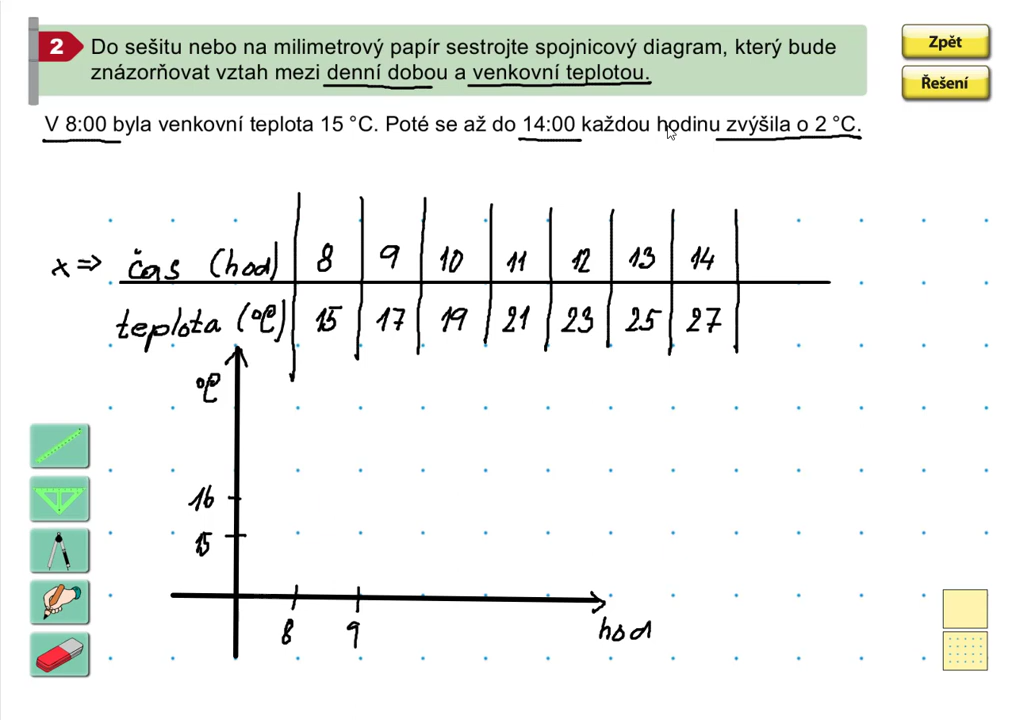 2 Do sešitu nebo na milimetrový papír sestrojte spojnicový diagram, který bude
znázorňovat vztah mezi denní dobou a venkovní teplotou.
Zpět
Řešení
V 8:00 byla venkovní teplota 15 °C. Poté se až do 14:00 každou hodinu zvýšila o 2 °C.
x => čas (hod) 8 9 10 11 12 13 14
teplota (°C) 15 17 19 21 23 25 27
°C
16
15
8 9 hod